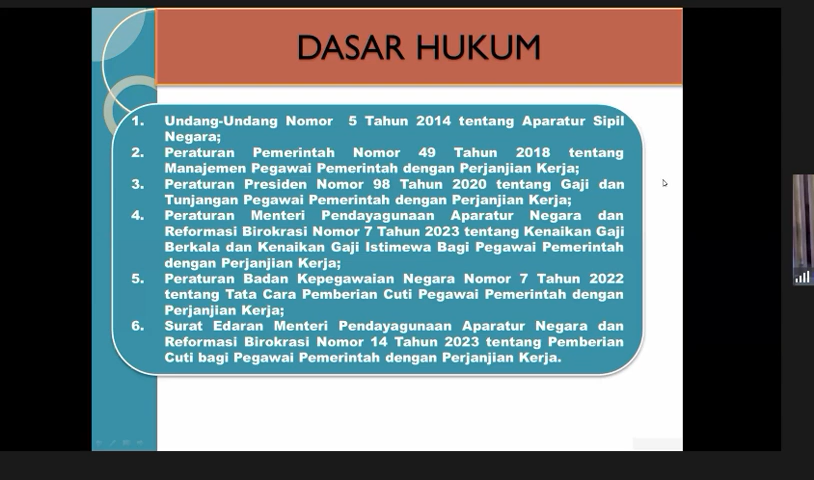 DASAR HUKUM
1. Undang-Undang Nomor 5 Tahun 2014 tentang Aparatur Sipil
Negara;
2. Peraturan Pemerintah Nomor 49 Tahun 2018 tentang
Manajemen Pegawai Pemerintah dengan Perjanjian Kerja;
3. Peraturan Presiden Nomor 98 Tahun 2020 tentang Gaji dan
Tunjangan Pegawai Pemerintah dengan Perjanjian Kerja;
4. Peraturan Menteri Pendayagunaan Aparatur Negara dan
Reformasi Birokrasi Nomor 7 Tahun 2023 tentang Kenaikan Gaji
Berkala dan Kenaikan Gaji Istimewa Bagi Pegawai Pemerintah
dengan Perjanjian Kerja;
5. Peraturan Badan Kepegawaian Negara Nomor 7 Tahun 2022
tentang Tata Cara Pemberian Cuti Pegawai Pemerintah dengan
Perjanjian Kerja;
6. Surat Edaran Menteri Pendayagunaan Aparatur Negara dan
Reformasi Birokrasi Nomor 14 Tahun 2023 tentang Pemberian
Cuti bagi Pegawai Pemerintah dengan Perjanjian Kerja.